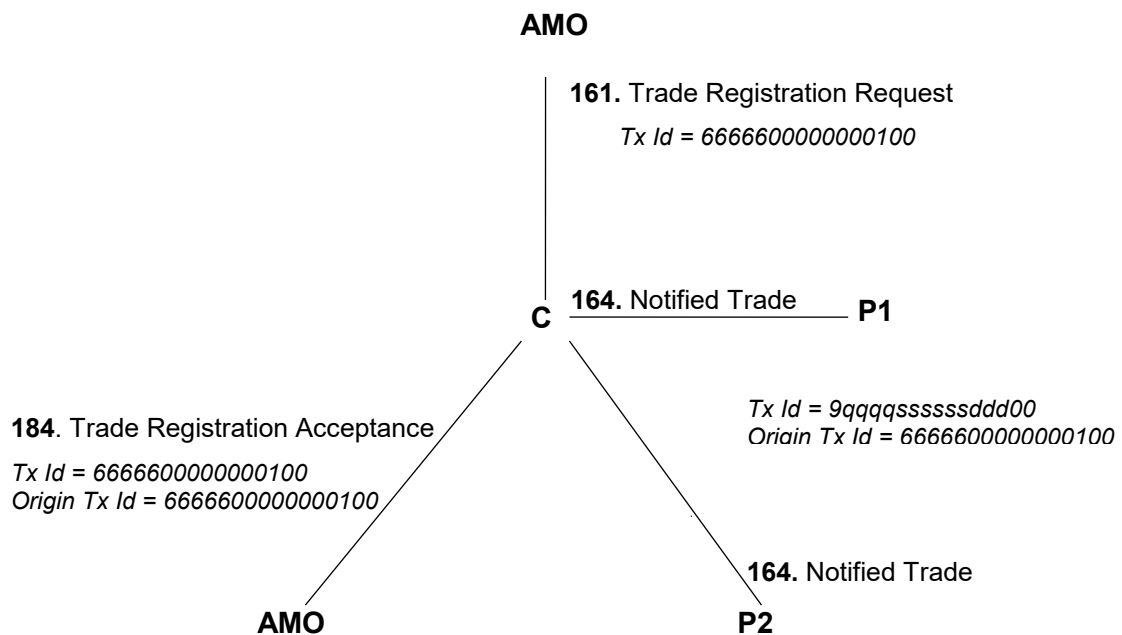 AMO
161. Trade Registration Request
Tx Id = 6666600000000100
164. Notified Trade
P1
C
Tx Id = 9qqqqssssssddd00
Origin Tx Id = 6666600000000100
184. Trade Registration Acceptance
Tx Id = 6666600000000100
Origin Tx Id = 6666600000000100
164. Notified Trade
AMO
P2